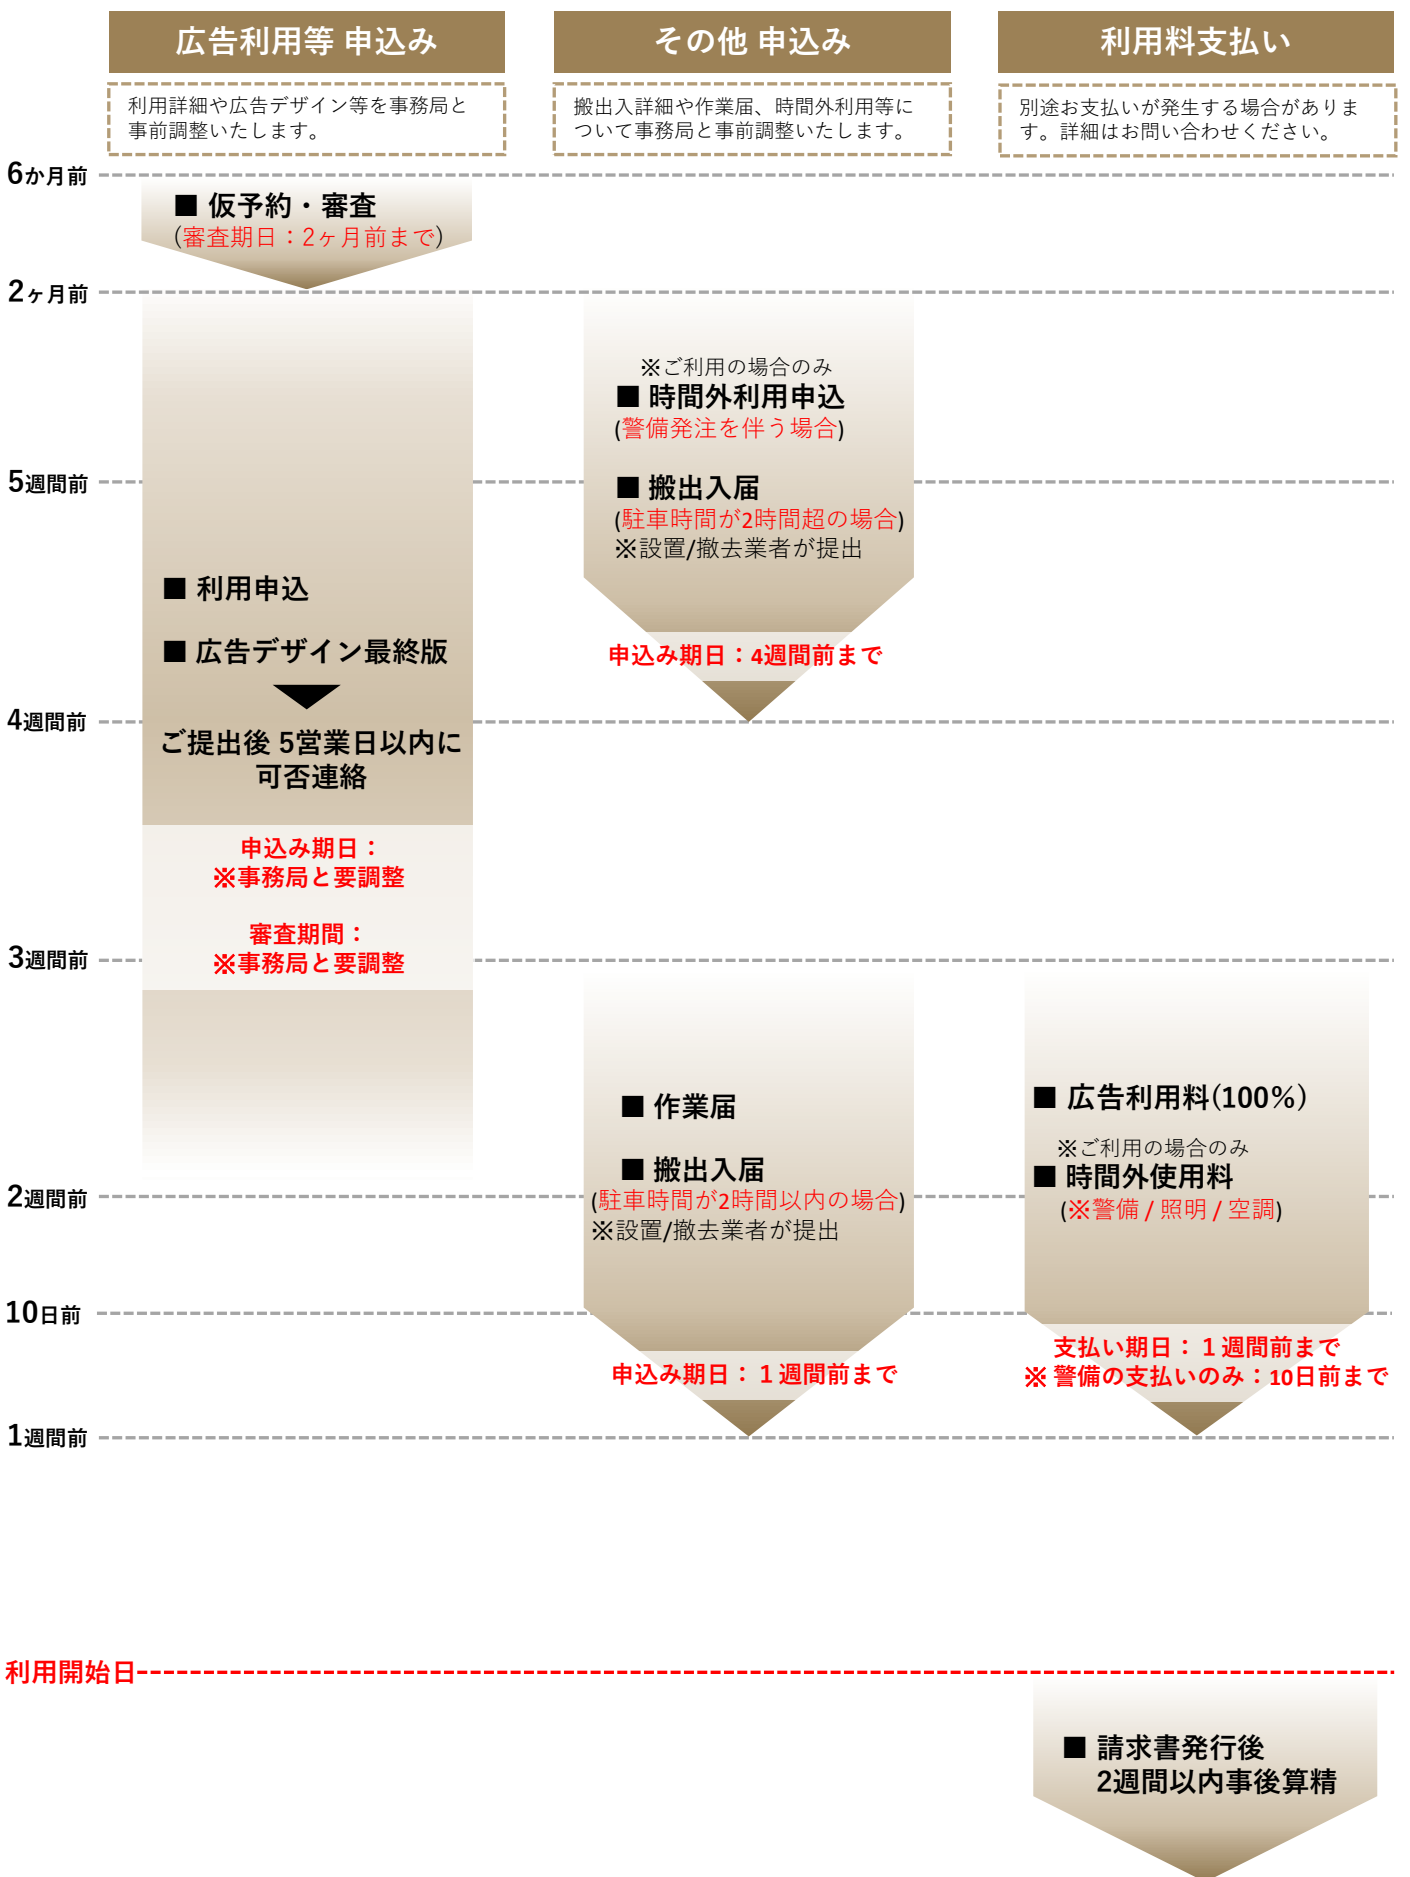 広告利用等 申込み
その他 申込み
利用料支払い
利用詳細や広告デザイン等を事務局と
事前調整いたします。
搬出入詳細や作業届、時間外利用等に
ついて事務局と事前調整いたします。
別途お支払いが発生する場合がありま
す。詳細はお問い合わせください。
6か月前
■ 仮予約・審査
(審査期日：2ヶ月前まで)
2ヶ月前
※ご利用の場合のみ
■ 時間外利用申込
(警備発注を伴う場合)
5週間前
■ 搬出入届
(駐車時間が2時間超の場合)
※設置/撤去業者が提出
■ 利用申込
■ 広告デザイン最終版
申込み期日：4週間前まで
4週間前
ご提出後 5営業日以内に
可否連絡
申込み期日：
※事務局と要調整
審査期間：
※事務局と要調整
3週間前
■ 作業届
■ 搬出入届
(駐車時間が2時間以内の場合)
※設置/撤去業者が提出
■ 広告利用料(100％)
※ご利用の場合のみ
■ 時間外使用料
(※警備 / 照明 / 空調)
2週間前
10日前
申込み期日：１週間前まで
支払い期日：１週間前まで
※ 警備の支払いのみ：10日前まで
1週間前
利用開始日
■ 請求書発行後
2週間以内事後算精